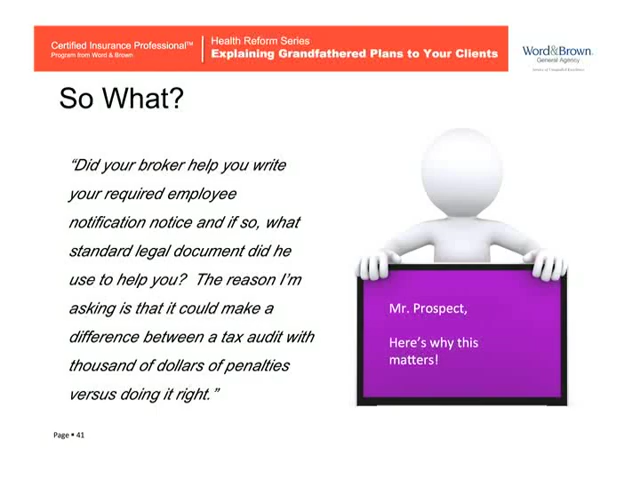 Certified Insurance Professional™
Program from Word & Brown
Health Reform Series
Explaining Grandfathered Plans to Your Clients
Word&Brown.
General Agency
So What?
“Did your broker help you write
your required employee
notification notice and if so, what
standard legal document did he
use to help you? The reason I’m
asking is that it could make a
difference between a tax audit with
thousand of dollars of penalties
versus doing it right.”
Mr. Prospect,
Here’s why this
matters!
Page • 41